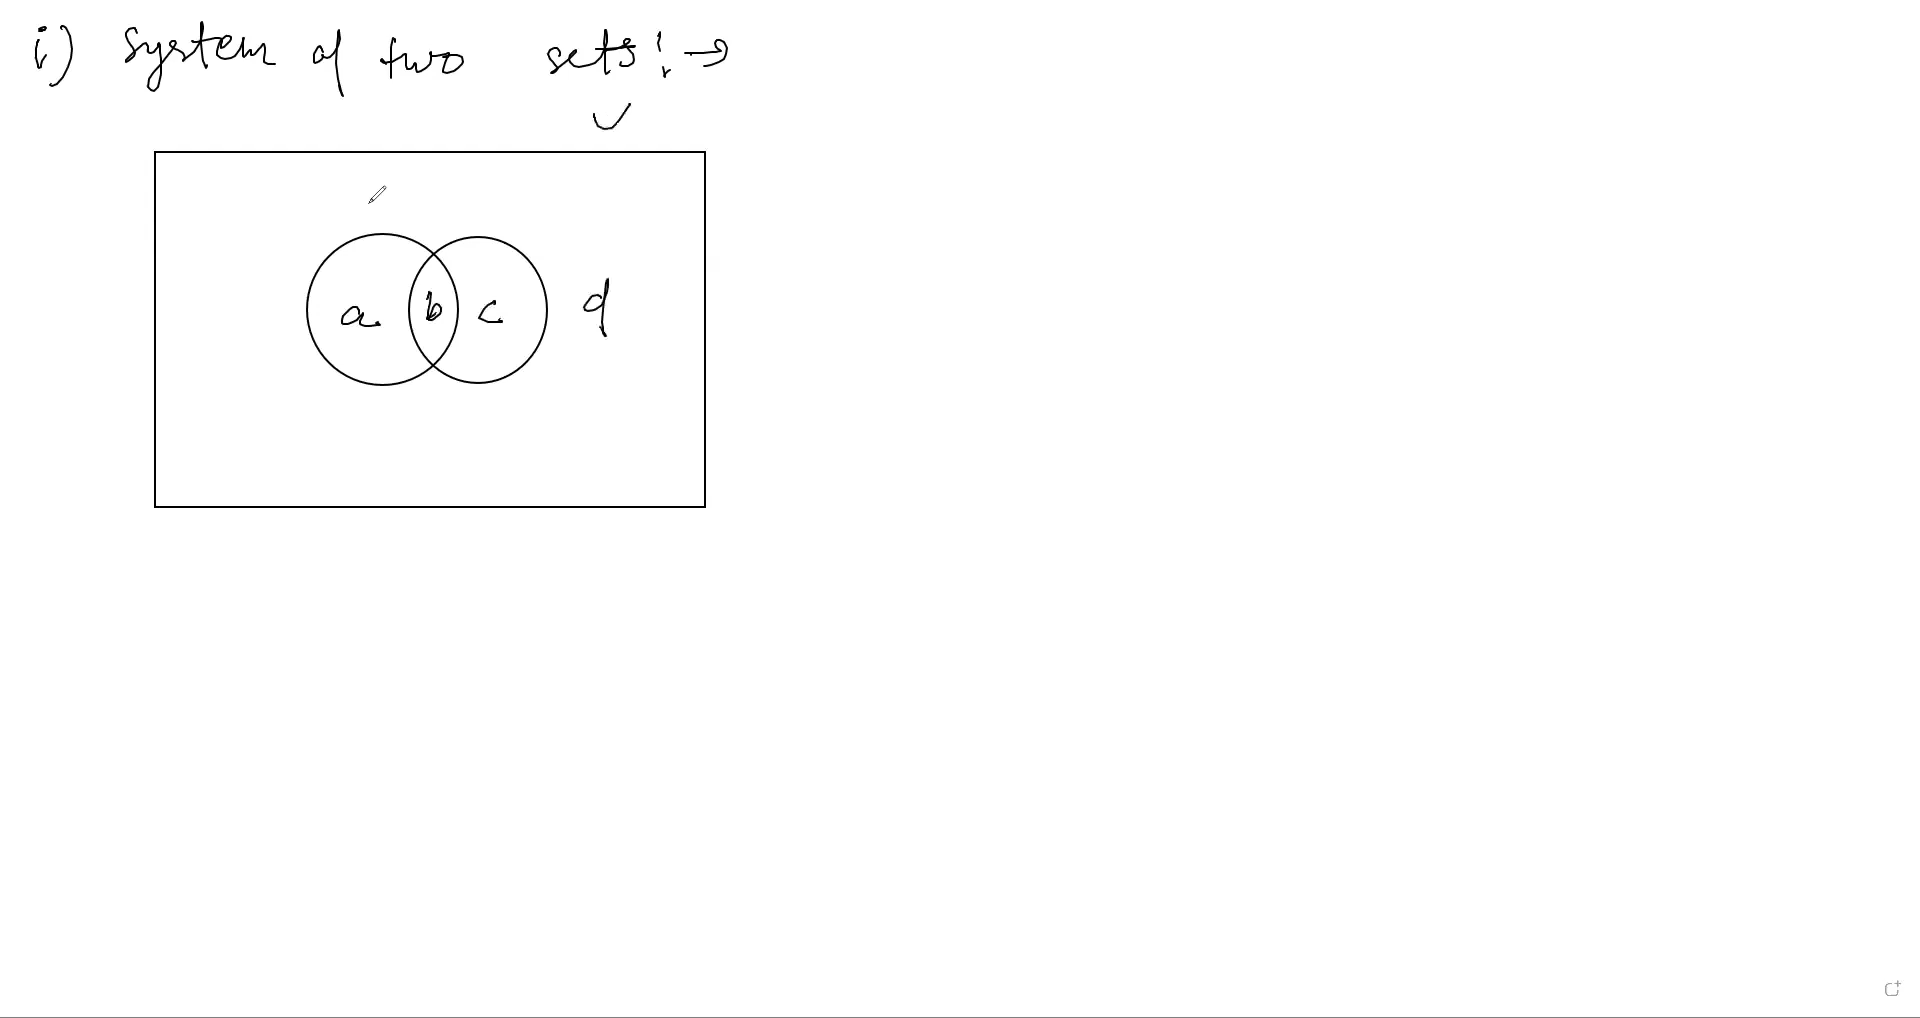 i) System of two sets :→
a b c d